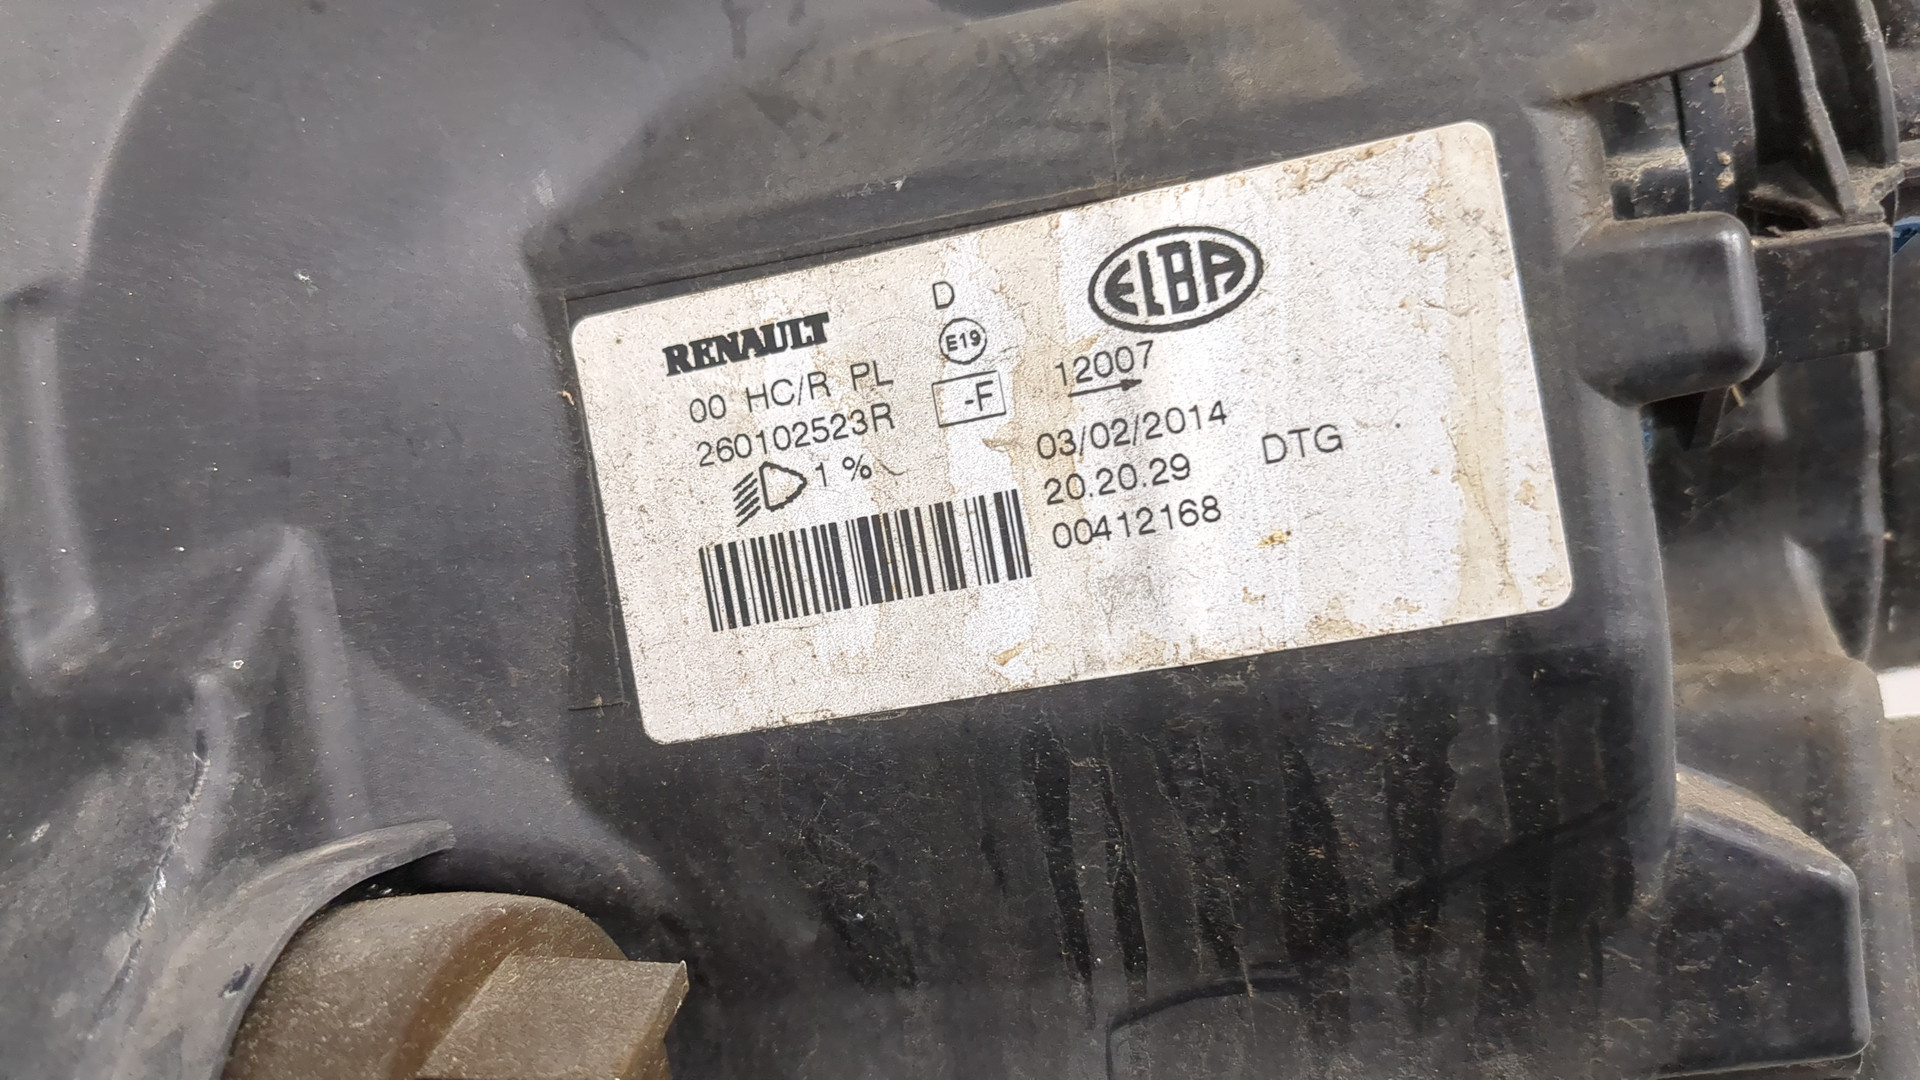 RENAULT
00 HC/R PL
260102523R
1 %
D
E19
-F
ELBA
12007
03/02/2014
20.20.29
DTG
00412168